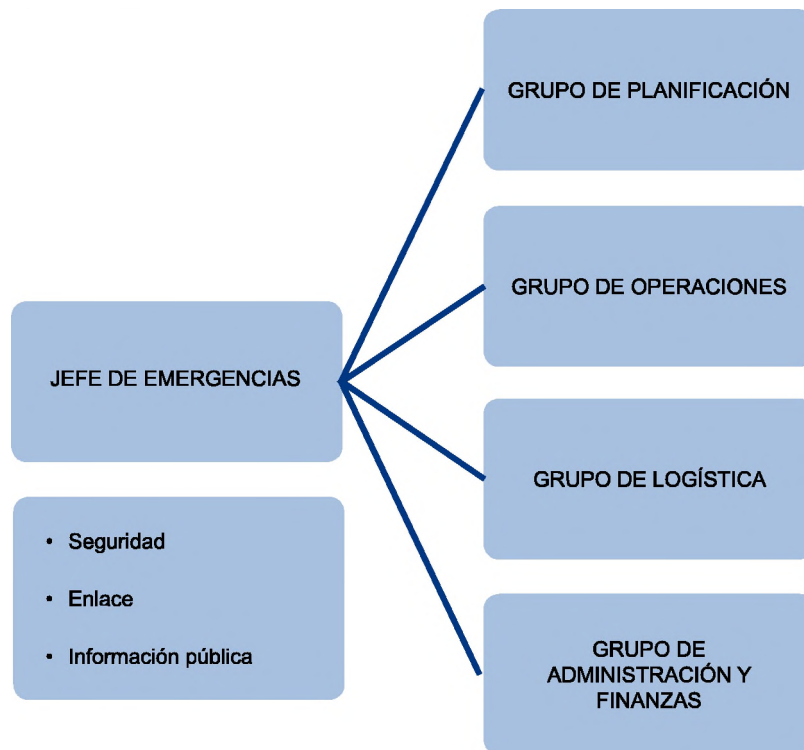 GRUPO DE PLANIFICACIÓN
GRUPO DE OPERACIONES
JEFE DE EMERGENCIAS
GRUPO DE LOGÍSTICA
• Seguridad
• Enlace
• Información pública
GRUPO DE
ADMINISTRACIÓN Y
FINANZAS